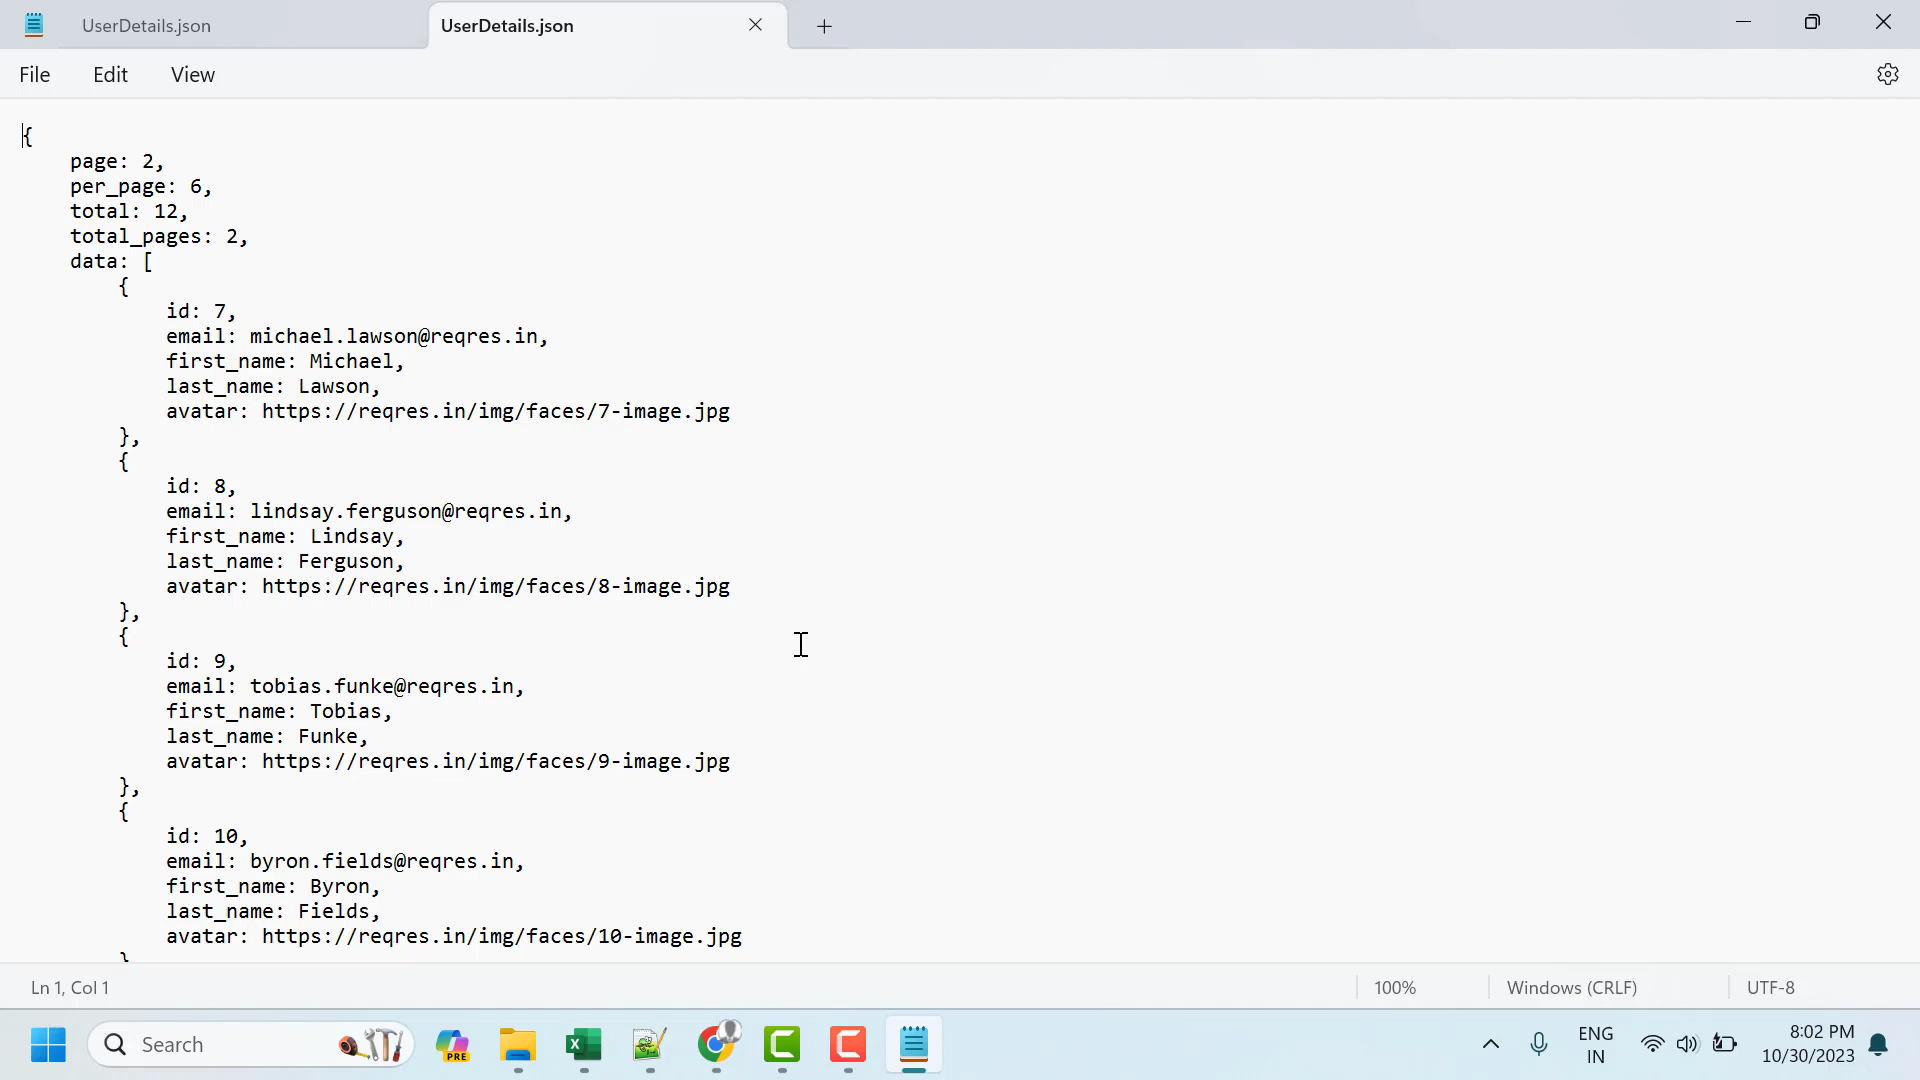 UserDetails.json
UserDetails.json
File Edit View
{
page: 2,
per_page: 6,
total: 12,
total_pages: 2,
data: [
{
id: 7,
email: michael.lawson@reqres.in,
first_name: Michael,
last_name: Lawson,
avatar: https://reqres.in/img/faces/7-image.jpg
},
{
id: 8,
email: lindsay.ferguson@reqres.in,
first_name: Lindsay,
last_name: Ferguson,
avatar: https://reqres.in/img/faces/8-image.jpg
},
{
id: 9,
email: tobias.funke@reqres.in,
first_name: Tobias,
last_name: Funke,
avatar: https://reqres.in/img/faces/9-image.jpg
},
{
id: 10,
email: byron.fields@reqres.in,
first_name: Byron,
last_name: Fields,
avatar: https://reqres.in/img/faces/10-image.jpg
}
Ln 1, Col 1
100%
Windows (CRLF)
UTF-8
Search
PRE
ENG
IN
8:02 PM
10/30/2023